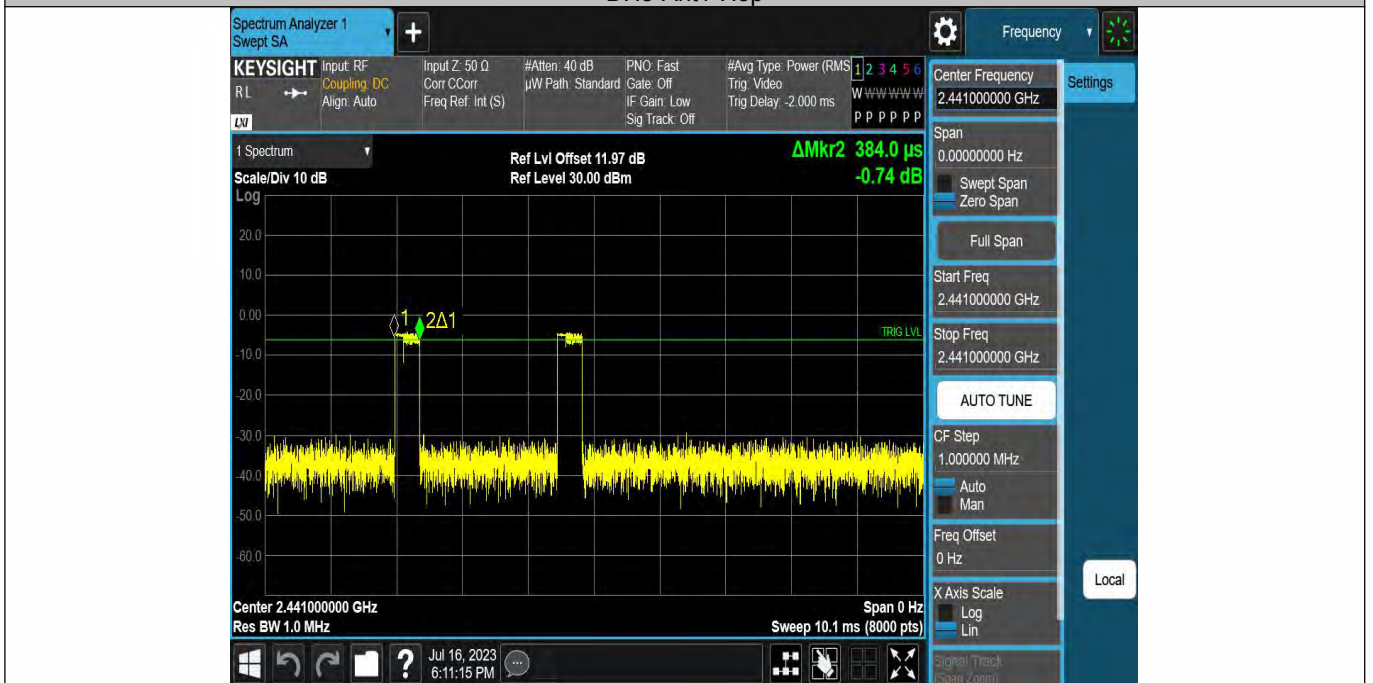 Spectrum Analyzer 1
Swept SA
+
Frequency
KEYSIGHT
RL
LXI
Input: RF
Coupling: DC
Align: Auto
Input Z: 50 Ω
Corr CCorr
Freq Ref: Int (S)
#Atten: 40 dB
µW Path: Standard
PNO: Fast
Gate: Off
IF Gain: Low
Sig Track: Off
#Avg Type: Power (RMS
Trig: Video
Trig Delay: -2.000 ms
1 2 3 4 5 6
W W W W W W
P P P P P P
1 Spectrum
Scale/Div 10 dB
Ref Lvl Offset 11.97 dB
Ref Level 30.00 dBm
ΔMkr2 384.0 µs
-0.74 dB
Log
20.0
10.0
0.00
-10.0
-20.0
-30.0
-40.0
-50.0
-60.0
1
2Δ1
TRIG LVL
Center 2.441000000 GHz
Res BW 1.0 MHz
Span 0 Hz
Sweep 10.1 ms (8000 pts)
?
Jul 16, 2023
6:11:15 PM
Center Frequency
2.441000000 GHz
Settings
Span
0.00000000 Hz
Swept Span
Zero Span
Full Span
Start Freq
2.441000000 GHz
Stop Freq
2.441000000 GHz
AUTO TUNE
CF Step
1.000000 MHz
Auto
Man
Freq Offset
0 Hz
X Axis Scale
Log
Lin
Local
Signal Track
(Span Zoom)